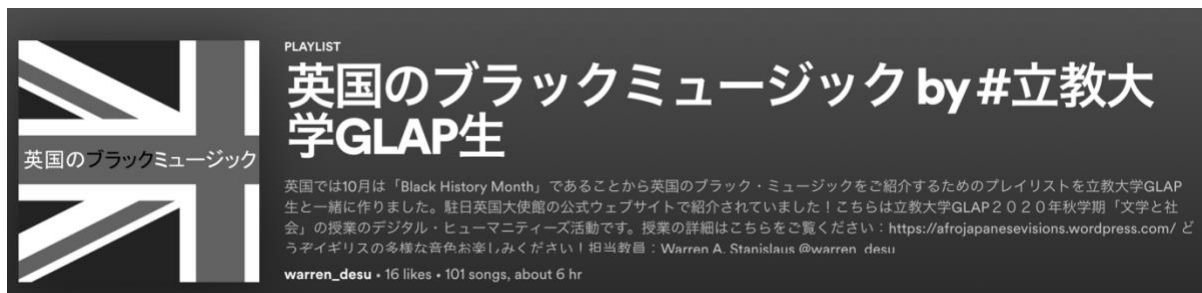 英国のブラックミュージック
PLAYLIST
英国のブラックミュージック by #立教大
学GLAP生
英国では10月は「Black History Month」であることから英国のブラック・ミュージックをご紹介するためのプレイリストを立教大学GLAP
生と一緒に作りました。駐日英国大使館の公式ウェブサイトで紹介されていました！こちらは立教大学GLAP２０２０年秋学期「文学と社
会」の授業のデジタル・ヒューマニティーズ活動です。授業の詳細はこちらをご覧ください：https://afrojapanesevisions.wordpress.com/ ど
うぞイギリスの多様な音色お楽しみください！担当教員：Warren A. Stanislaus @warren_desu
warren_desu • 16 likes • 101 songs, about 6 hr